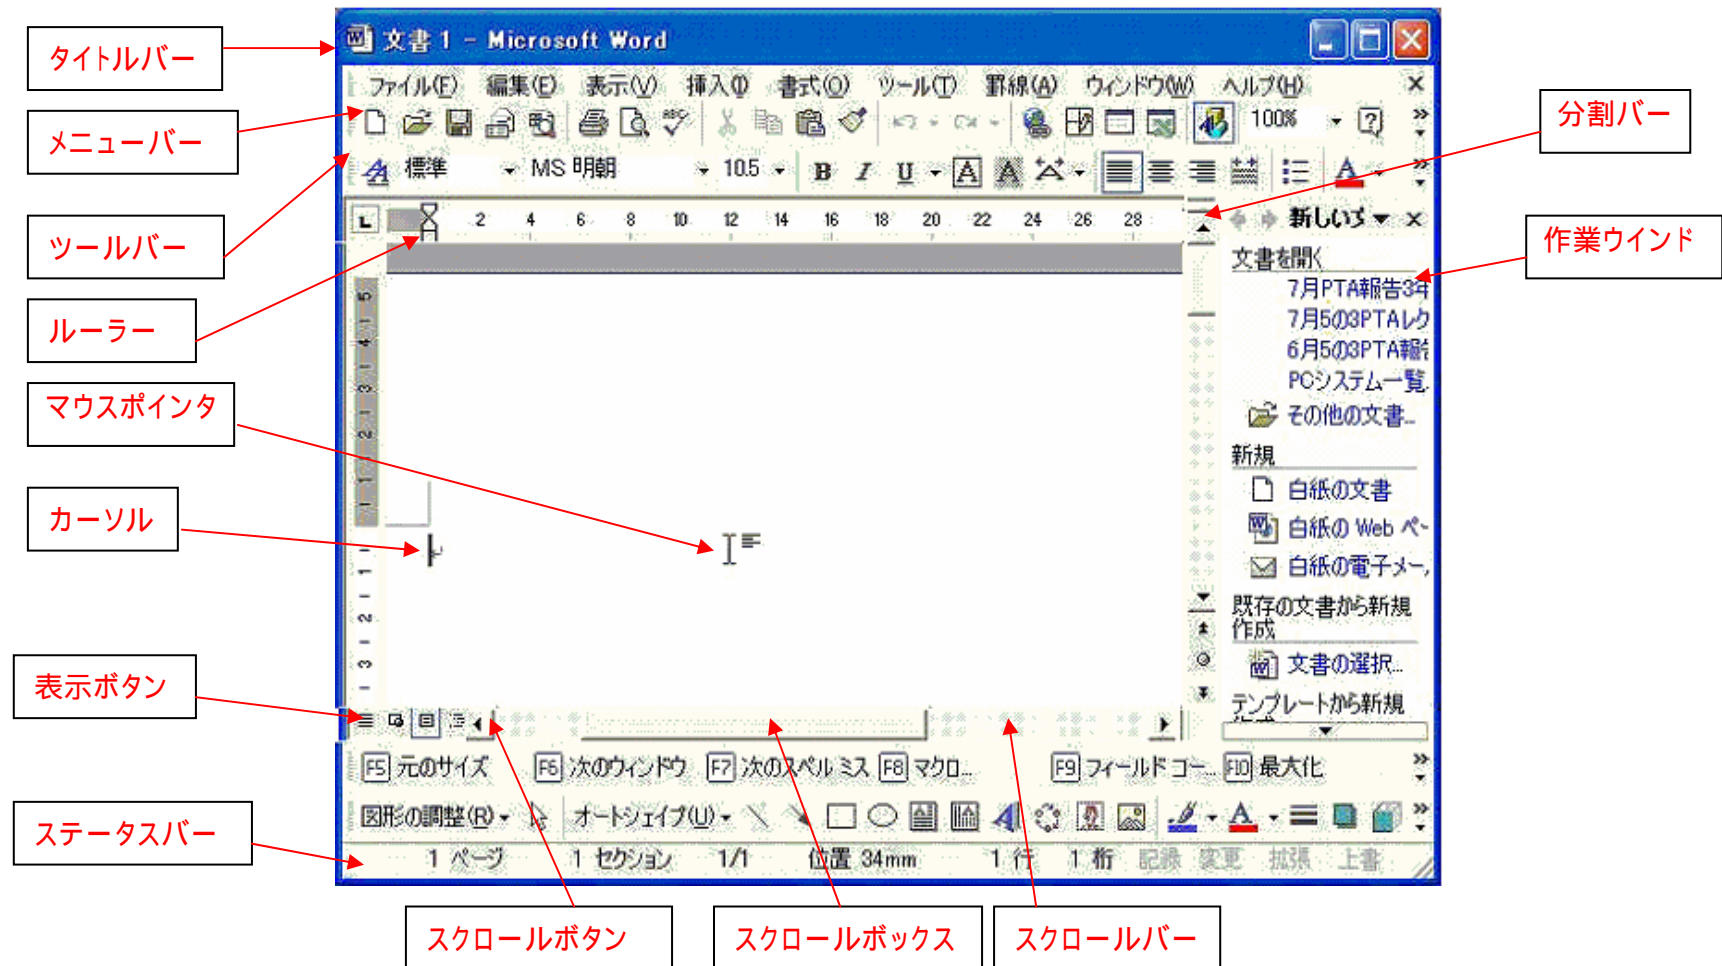 タイトルバー
文書 1 - Microsoft Word
ファイル(F) 編集(E) 表示(V) 挿入(I) 書式(O) ツール(T) 罫線(A) ウィンドウ(W) ヘルプ(H)
メニューバー
100%
分割バー
標準 MS 明朝 10.5 B I U A A A
ツールバー
L 2 4 6 8 10 12 14 16 18 20 22 24 26 28
新しい
作業ウインド
文書を開く
7月PTA報告3年
7月5の3PTAレク
6月5の3PTA報告
PCシステム一覧
その他の文書...
ルーラー
マウスポインタ
新規
白紙の文書
白紙の Web ペー
白紙の電子メー
カーソル
既存の文書から新規
作成
文書の選択...
テンプレートから新規
5
4
3
2
1
1
2
3
表示ボタン
F5 元のサイズ F6 次のウィンドウ F7 次のスペル ミス F8 マクロ... F9 フィールド コー... F10 最大化
図形の調整(R) オートシェイプ(U) A A
ステータスバー
1 ページ 1 セクション 1/1 位置 34mm 1 行 1 桁 記録 変更 拡張 上書
スクロールボタン
スクロールボックス
スクロールバー